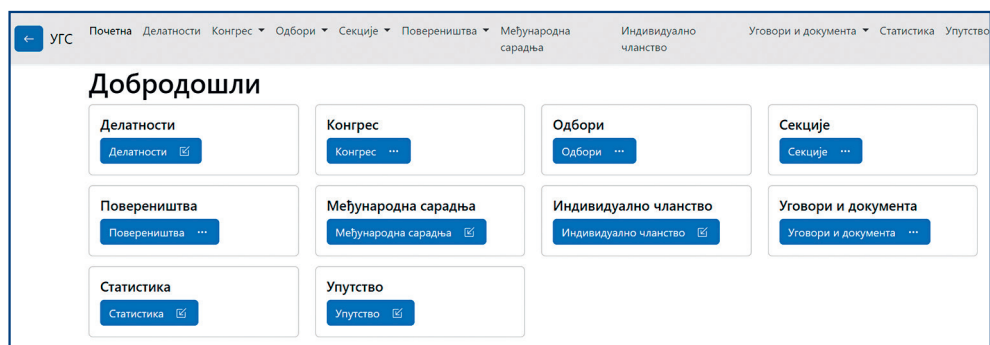 ← УГС Почетна Делатности Конгрес Одбори Секције Повереништва Међународна сарадња Индивидуално чланство Уговори и документа Статистика Упутство
Добродошли
Делатности
Делатности
Конгрес
Конгрес ...
Одбори
Одбори ...
Секције
Секције ...
Повереништва
Повереништва ...
Међународна сарадња
Међународна сарадња
Индивидуално чланство
Индивидуално чланство
Уговори и документа
Уговори и документа ...
Статистика
Статистика
Упутство
Упутство